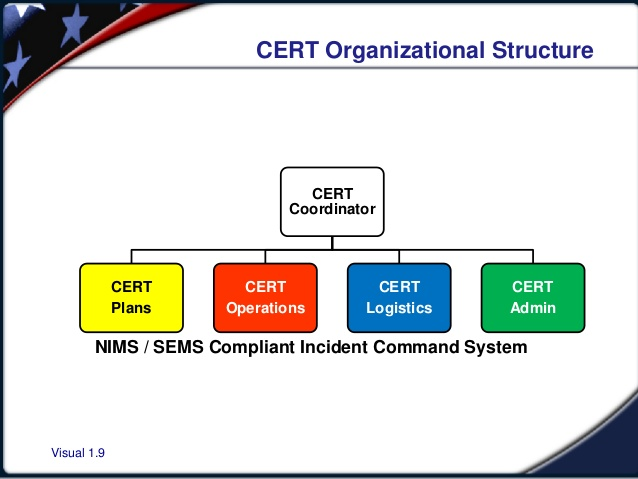 CERT Organizational Structure
CERT
Coordinator
CERT
Plans
CERT
Operations
CERT
Logistics
CERT
Admin
NIMS / SEMS Compliant Incident Command System
Visual 1.9